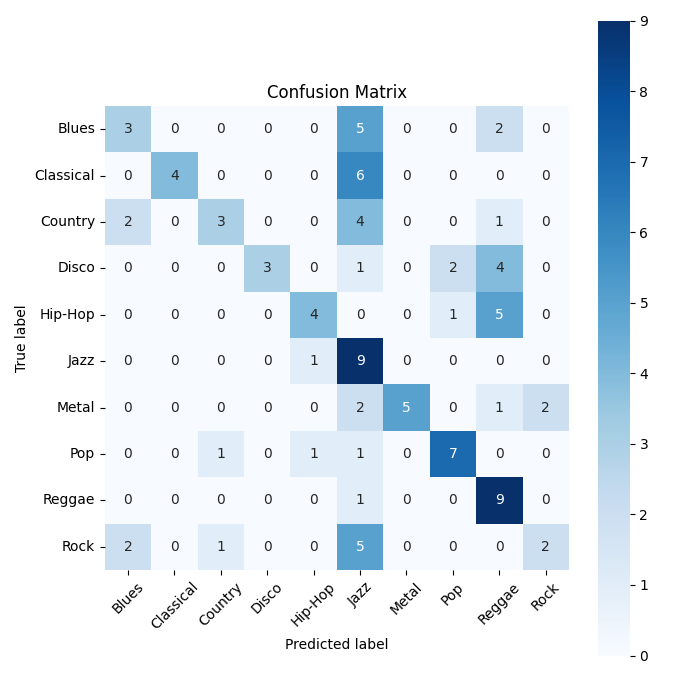 Confusion Matrix
Blues 3 0 0 0 0 5 0 0 2 0
Classical 0 4 0 0 0 6 0 0 0 0
Country 2 0 3 0 0 4 0 0 1 0
Disco 0 0 0 3 0 1 0 2 4 0
Hip-Hop 0 0 0 0 4 0 0 1 5 0
Jazz 0 0 0 0 1 9 0 0 0 0
Metal 0 0 0 0 0 2 5 0 1 2
Pop 0 0 1 0 1 1 0 7 0 0
Reggae 0 0 0 0 0 1 0 0 9 0
Rock 2 0 1 0 0 5 0 0 0 2
Blues Classical Country Disco Hip-Hop Jazz Metal Pop Reggae Rock
Predicted label
True label
9
8
7
6
5
4
3
2
1
0